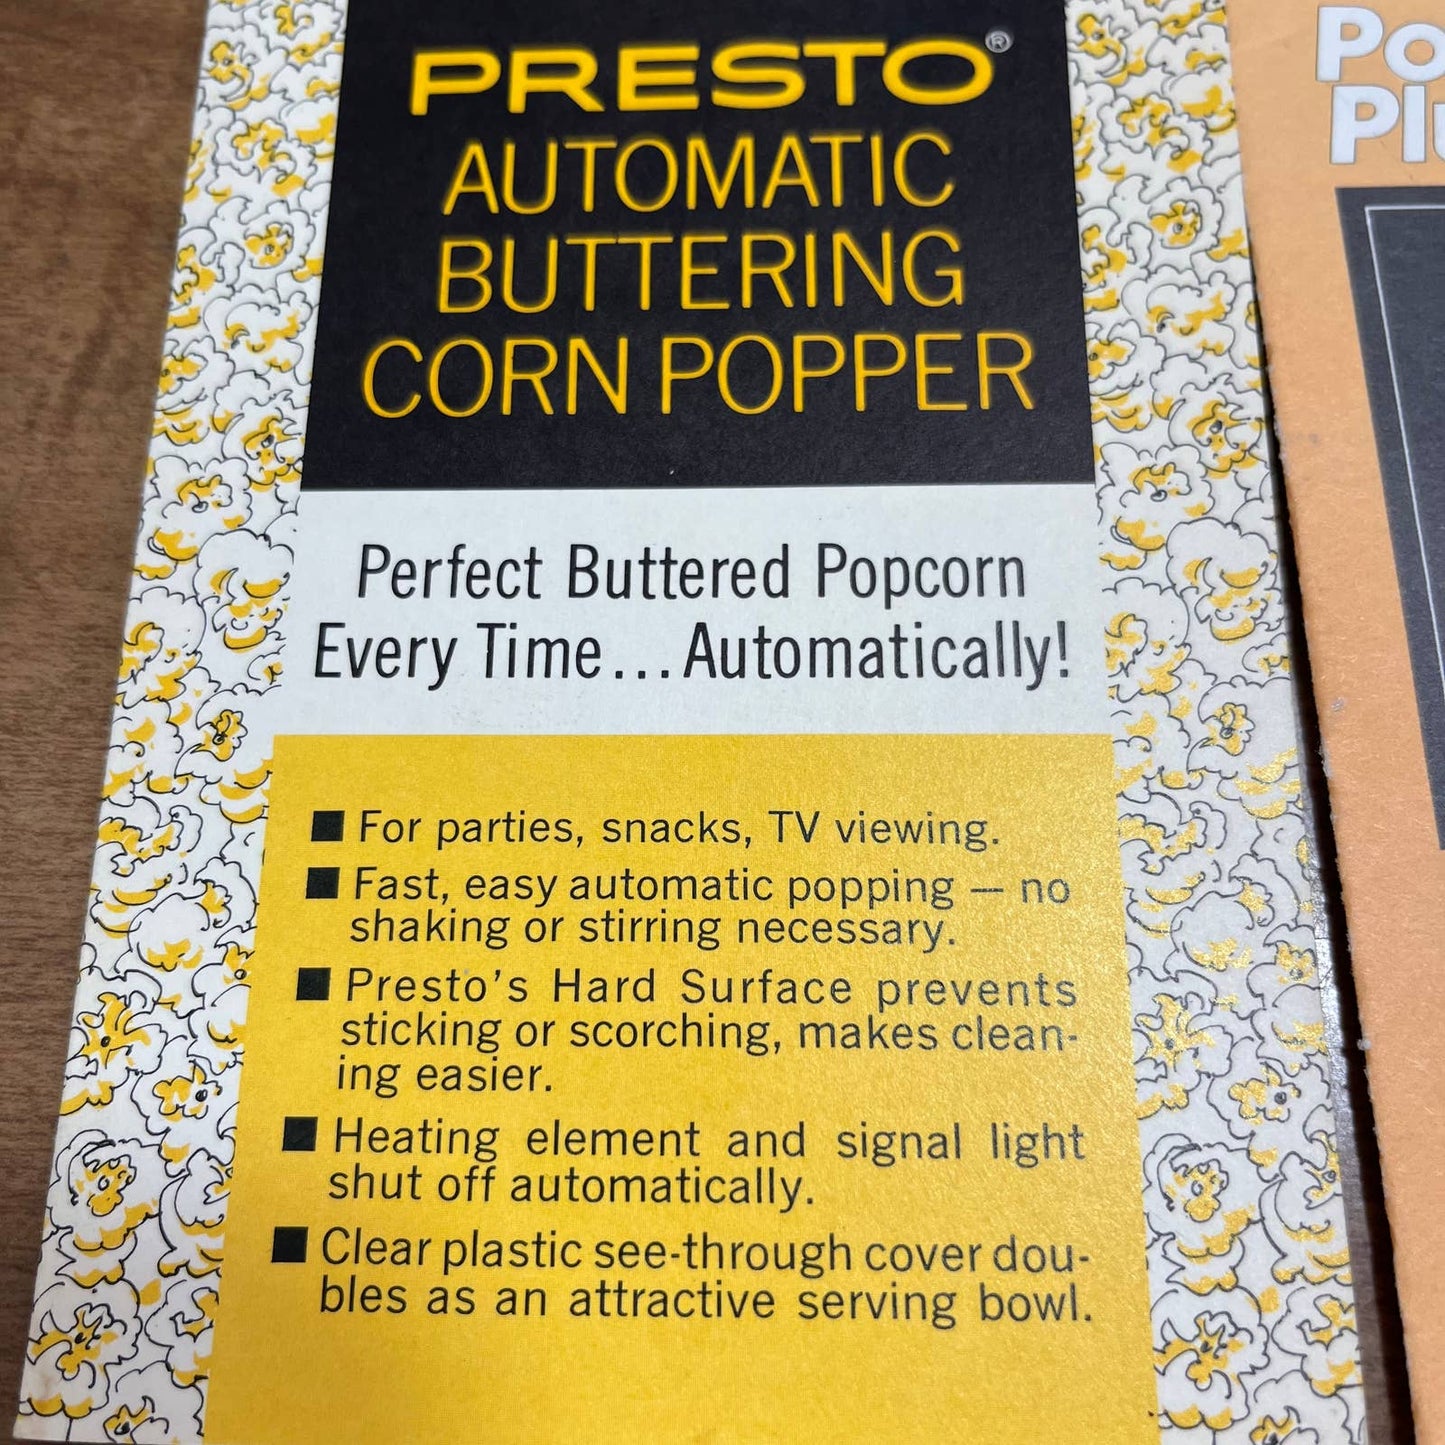 PRESTO®
AUTOMATIC
BUTTERING
CORN POPPER
Perfect Buttered Popcorn
Every Time... Automatically!
■ For parties, snacks, TV viewing.
■ Fast, easy automatic popping — no
shaking or stirring necessary.
■ Presto's Hard Surface prevents
sticking or scorching, makes clean-
ing easier.
■ Heating element and signal light
shut off automatically.
■ Clear plastic see-through cover dou-
bles as an attractive serving bowl.